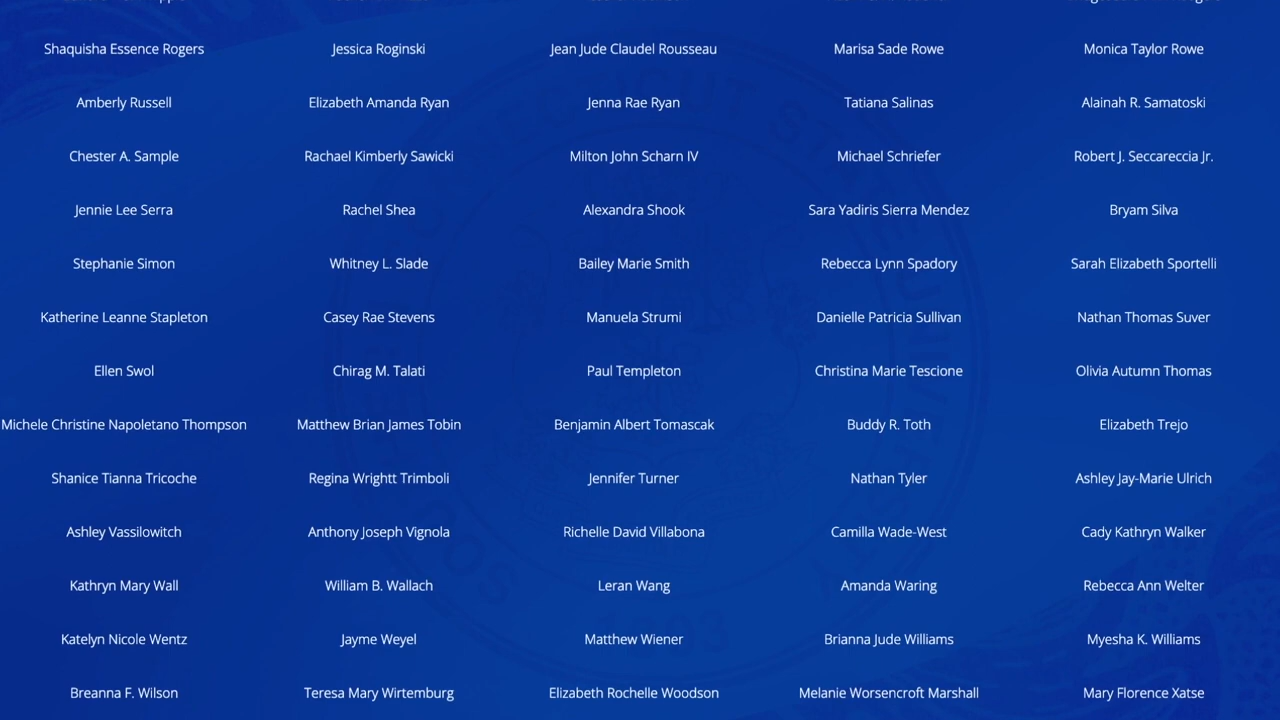 Shaquisha Essence Rogers Jessica Roginski Jean Jude Claudel Rousseau Marisa Sade Rowe Monica Taylor Rowe
Amberly Russell Elizabeth Amanda Ryan Jenna Rae Ryan Tatiana Salinas Alainah R. Samatoski
Chester A. Sample Rachael Kimberly Sawicki Milton John Scharn IV Michael Schriefer Robert J. Seccareccia Jr.
Jennie Lee Serra Rachel Shea Alexandra Shook Sara Yadiris Sierra Mendez Bryam Silva
Stephanie Simon Whitney L. Slade Bailey Marie Smith Rebecca Lynn Spadory Sarah Elizabeth Sportelli
Katherine Leanne Stapleton Casey Rae Stevens Manuela Strumi Danielle Patricia Sullivan Nathan Thomas Suver
Ellen Swol Chirag M. Talati Paul Templeton Christina Marie Tescione Olivia Autumn Thomas
Michele Christine Napoletano Thompson Matthew Brian James Tobin Benjamin Albert Tomascak Buddy R. Toth Elizabeth Trejo
Shanice Tianna Tricoche Regina Wrightt Trimboli Jennifer Turner Nathan Tyler Ashley Jay-Marie Ulrich
Ashley Vassilowitch Anthony Joseph Vignola Richelle David Villabona Camilla Wade-West Cady Kathryn Walker
Kathryn Mary Wall William B. Wallach Leran Wang Amanda Waring Rebecca Ann Welter
Katelyn Nicole Wentz Jayme Weyel Matthew Wiener Brianna Jude Williams Myesha K. Williams
Breanna F. Wilson Teresa Mary Wirtemburg Elizabeth Rochelle Woodson Melanie Worsencroft Marshall Mary Florence Xatse